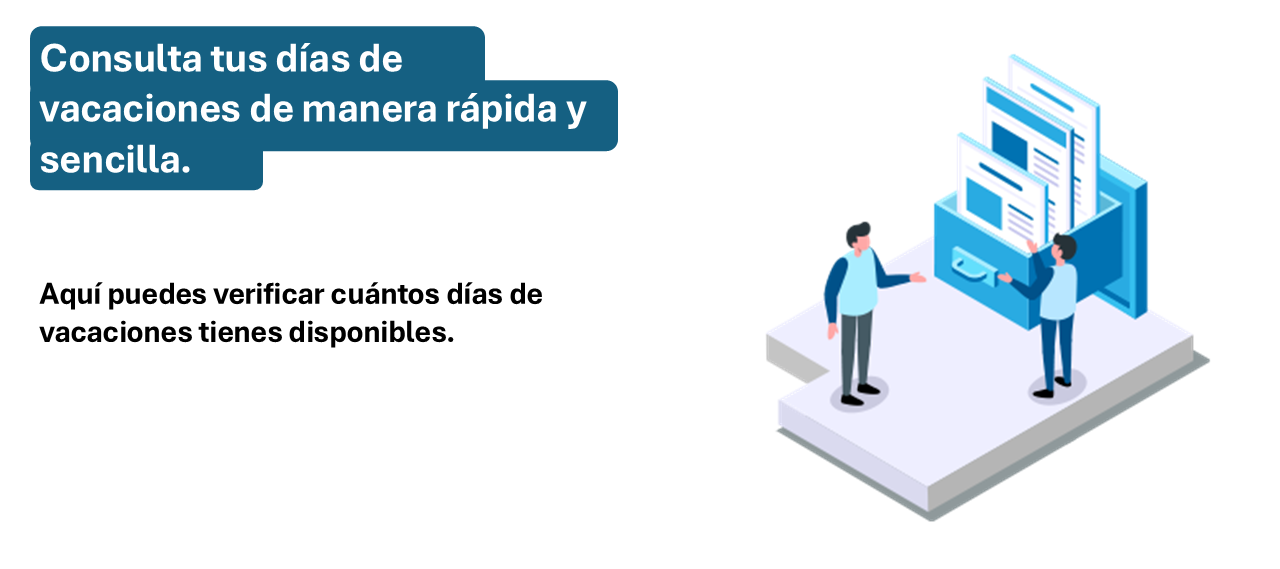 Consulta tus días de
vacaciones de manera rápida y
sencilla.
Aquí puedes verificar cuántos días de
vacaciones tienes disponibles.